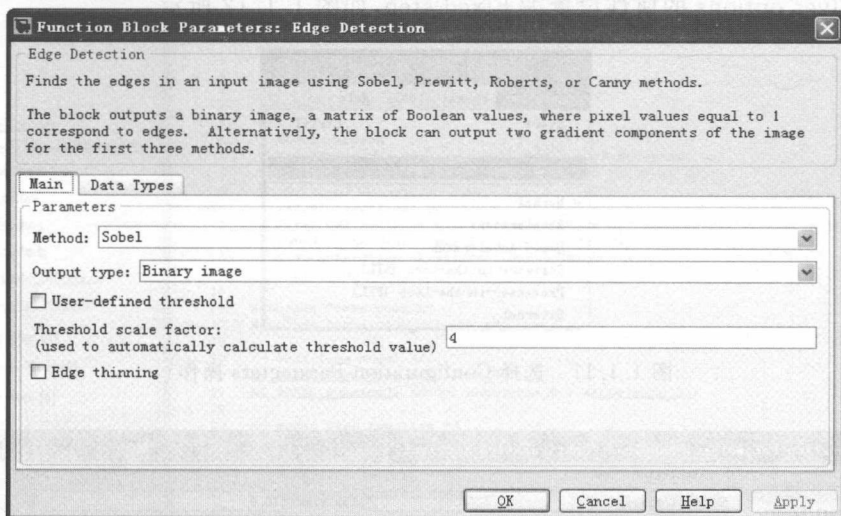 Function Block Parameters: Edge Detection
Edge Detection
Finds the edges in an input image using Sobel, Prewitt, Roberts, or Canny methods.
The block outputs a binary image, a matrix of Boolean values, where pixel values equal to 1
correspond to edges. Alternatively, the block can output two gradient components of the image
for the first three methods.
Main
Data Types
Parameters
Method: Sobel
Output type: Binary image
User-defined threshold
Threshold scale factor:
(used to automatically calculate threshold value) 4
Edge thinning
OK
Cancel
Help
Apply